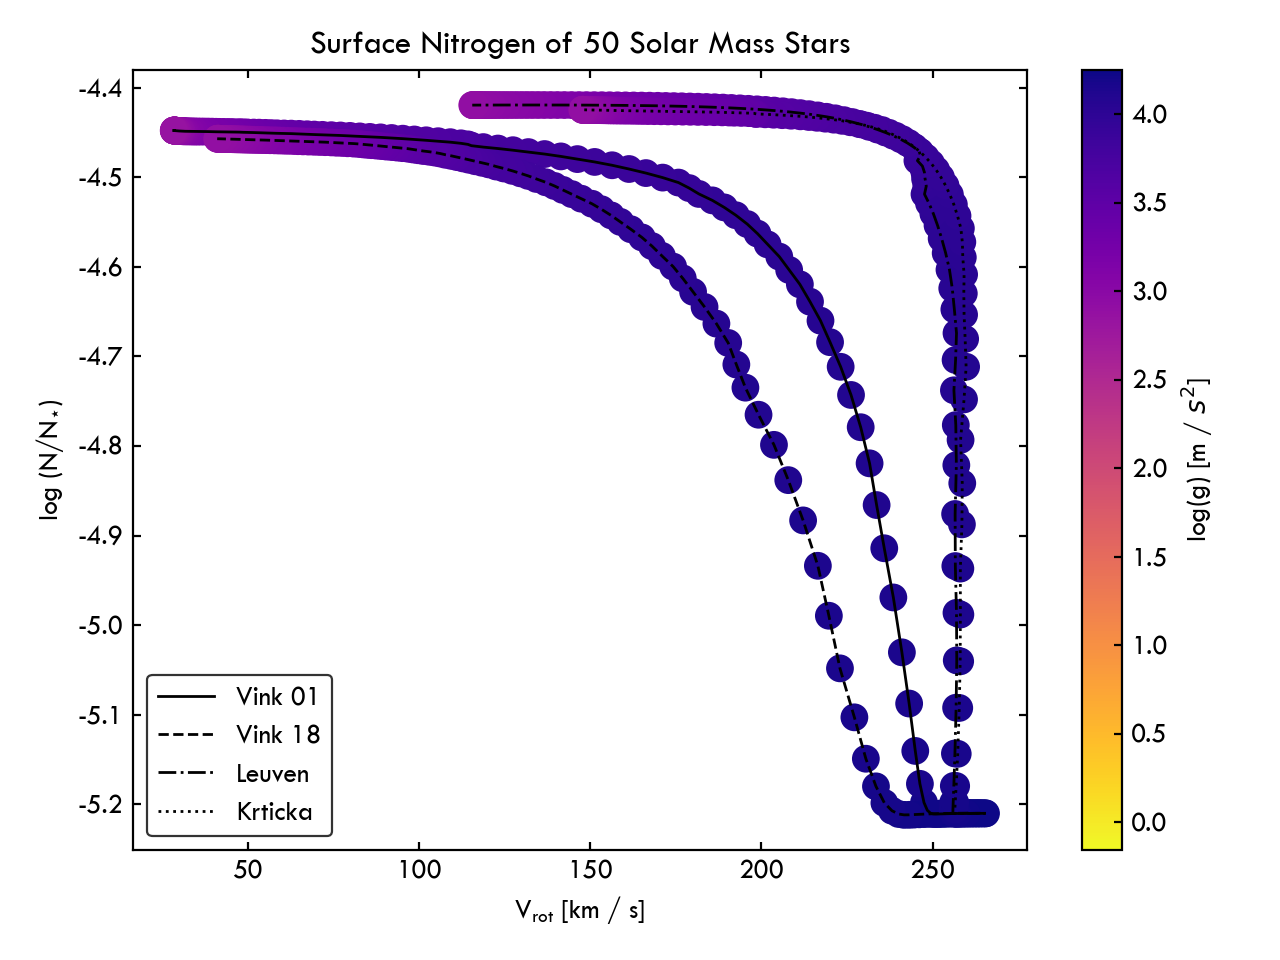 Surface Nitrogen of 50 Solar Mass Stars
-4.4
-4.5
-4.6
-4.7
-4.8
-4.9
-5.0
-5.1
-5.2
log (N/N⋆)
50
100
150
200
250
V_rot [km / s]
Vink 01
Vink 18
Leuven
Krticka
4.0
3.5
3.0
2.5
2.0
1.5
1.0
0.5
0.0
log(g) [m / s²]